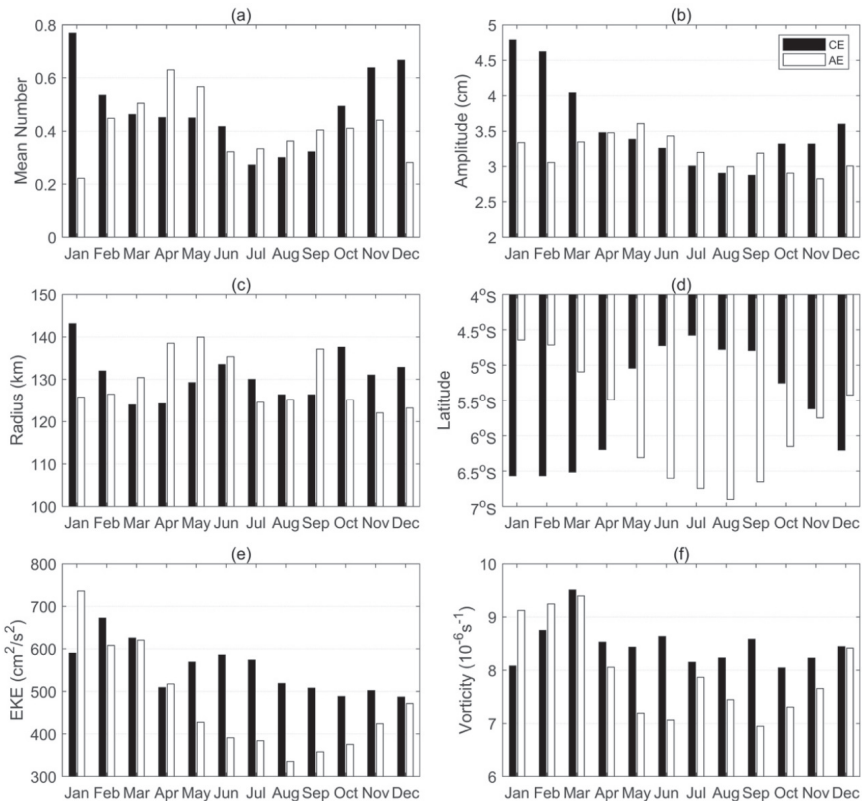 (a)
0.8
0.6
0.4
0.2
0
Mean Number
Jan Feb Mar Apr May Jun Jul Aug Sep Oct Nov Dec
(b)
5
4.5
4
3.5
3
2.5
2
Amplitude (cm)
CE
AE
Jan Feb Mar Apr May Jun Jul Aug Sep Oct Nov Dec
(c)
150
140
130
120
110
100
Radius (km)
Jan Feb Mar Apr May Jun Jul Aug Sep Oct Nov Dec
(d)
4°S
4.5°S
5°S
5.5°S
6°S
6.5°S
7°S
Latitude
Jan Feb Mar Apr May Jun Jul Aug Sep Oct Nov Dec
(e)
800
700
600
500
400
300
EKE (cm²/s²)
Jan Feb Mar Apr May Jun Jul Aug Sep Oct Nov Dec
(f)
10
9
8
7
6
Vorticity (10⁻⁶s⁻¹)
Jan Feb Mar Apr May Jun Jul Aug Sep Oct Nov Dec